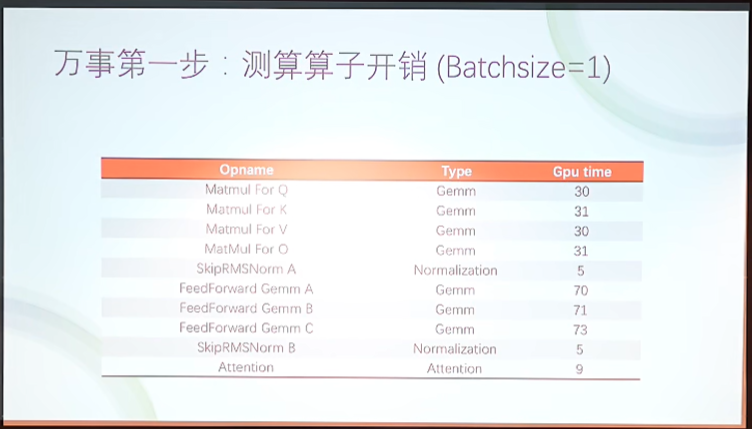 万事第一步：测算算子开销 (Batchsize=1)
Opname Type Gpu time
Matmul For Q Gemm 30
Matmul For K Gemm 31
Matmul For V Gemm 30
MatMul For O Gemm 31
SkipRMSNorm A Normalization 5
FeedForward Gemm A Gemm 70
FeedForward Gemm B Gemm 71
FeedForward Gemm C Gemm 73
SkipRMSNorm B Normalization 5
Attention Attention 9